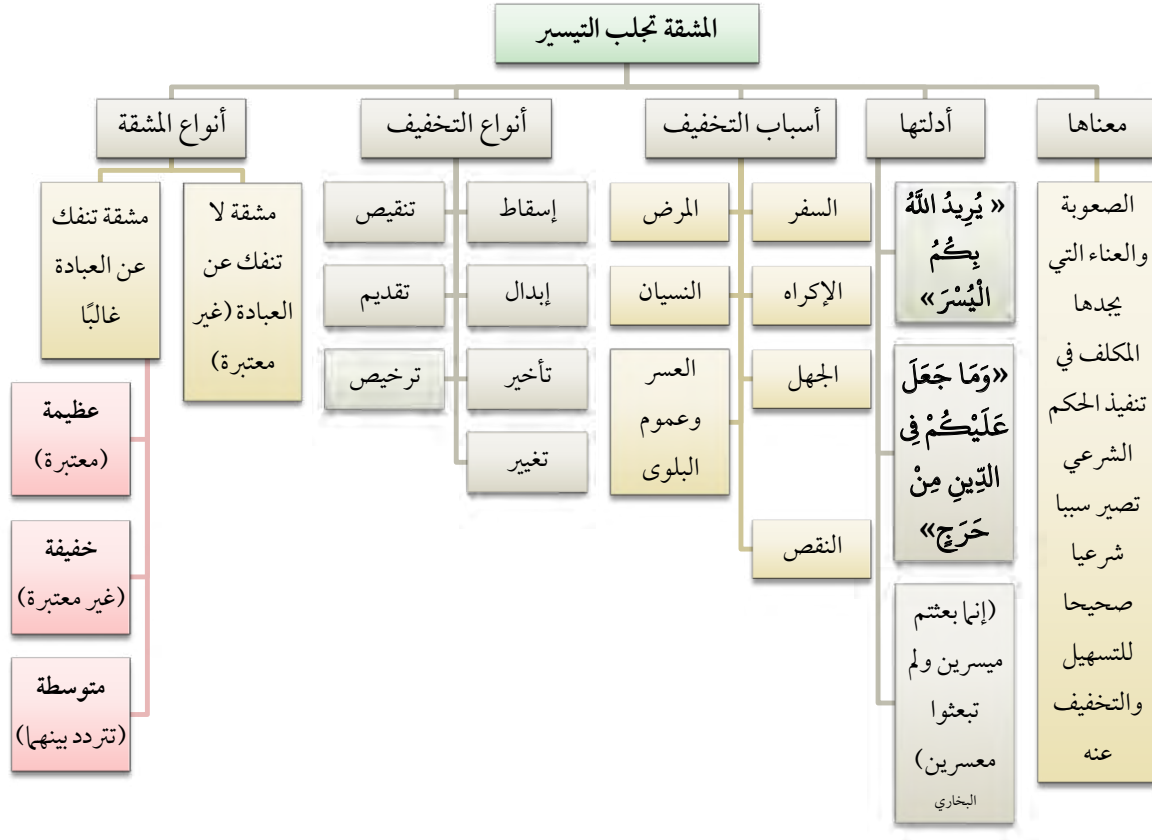 المشقة تجلب التيسير
معناها
الصعوبة
والعناء التي
يجدها
المكلف في
تنفيذ الحكم
الشرعي
تصير سببا
شرعيا
صحيحا
للتسهيل
والتخفيف
عنه
أدلتها
« يُرِيدُ اللَّهُ
بِكُمُ
الْيُسْرَ»
«وَمَا جَعَلَ
عَلَيْكُمْ فِى
الدِّينِ مِنْ
حَرَجٍ»
(إنما بعثتم
ميسرين ولم
تبعثوا
معسرين)
البخاري
أسباب التخفيف
السفر
المرض
الإكراه
النسيان
الجهل
العسر
وعموم
البلوى
النقص
أنواع التخفيف
إسقاط
تنقيص
إبدال
تقديم
تأخير
ترخيص
تغيير
أنواع المشقة
مشقة لا
تنفك عن
العبادة (غير
معتبرة)
مشقة تنفك
عن العبادة
غالبًا
عظيمة
(معتبرة)
خفيفة
(غير معتبرة)
متوسطة
(تتردد بينهما)